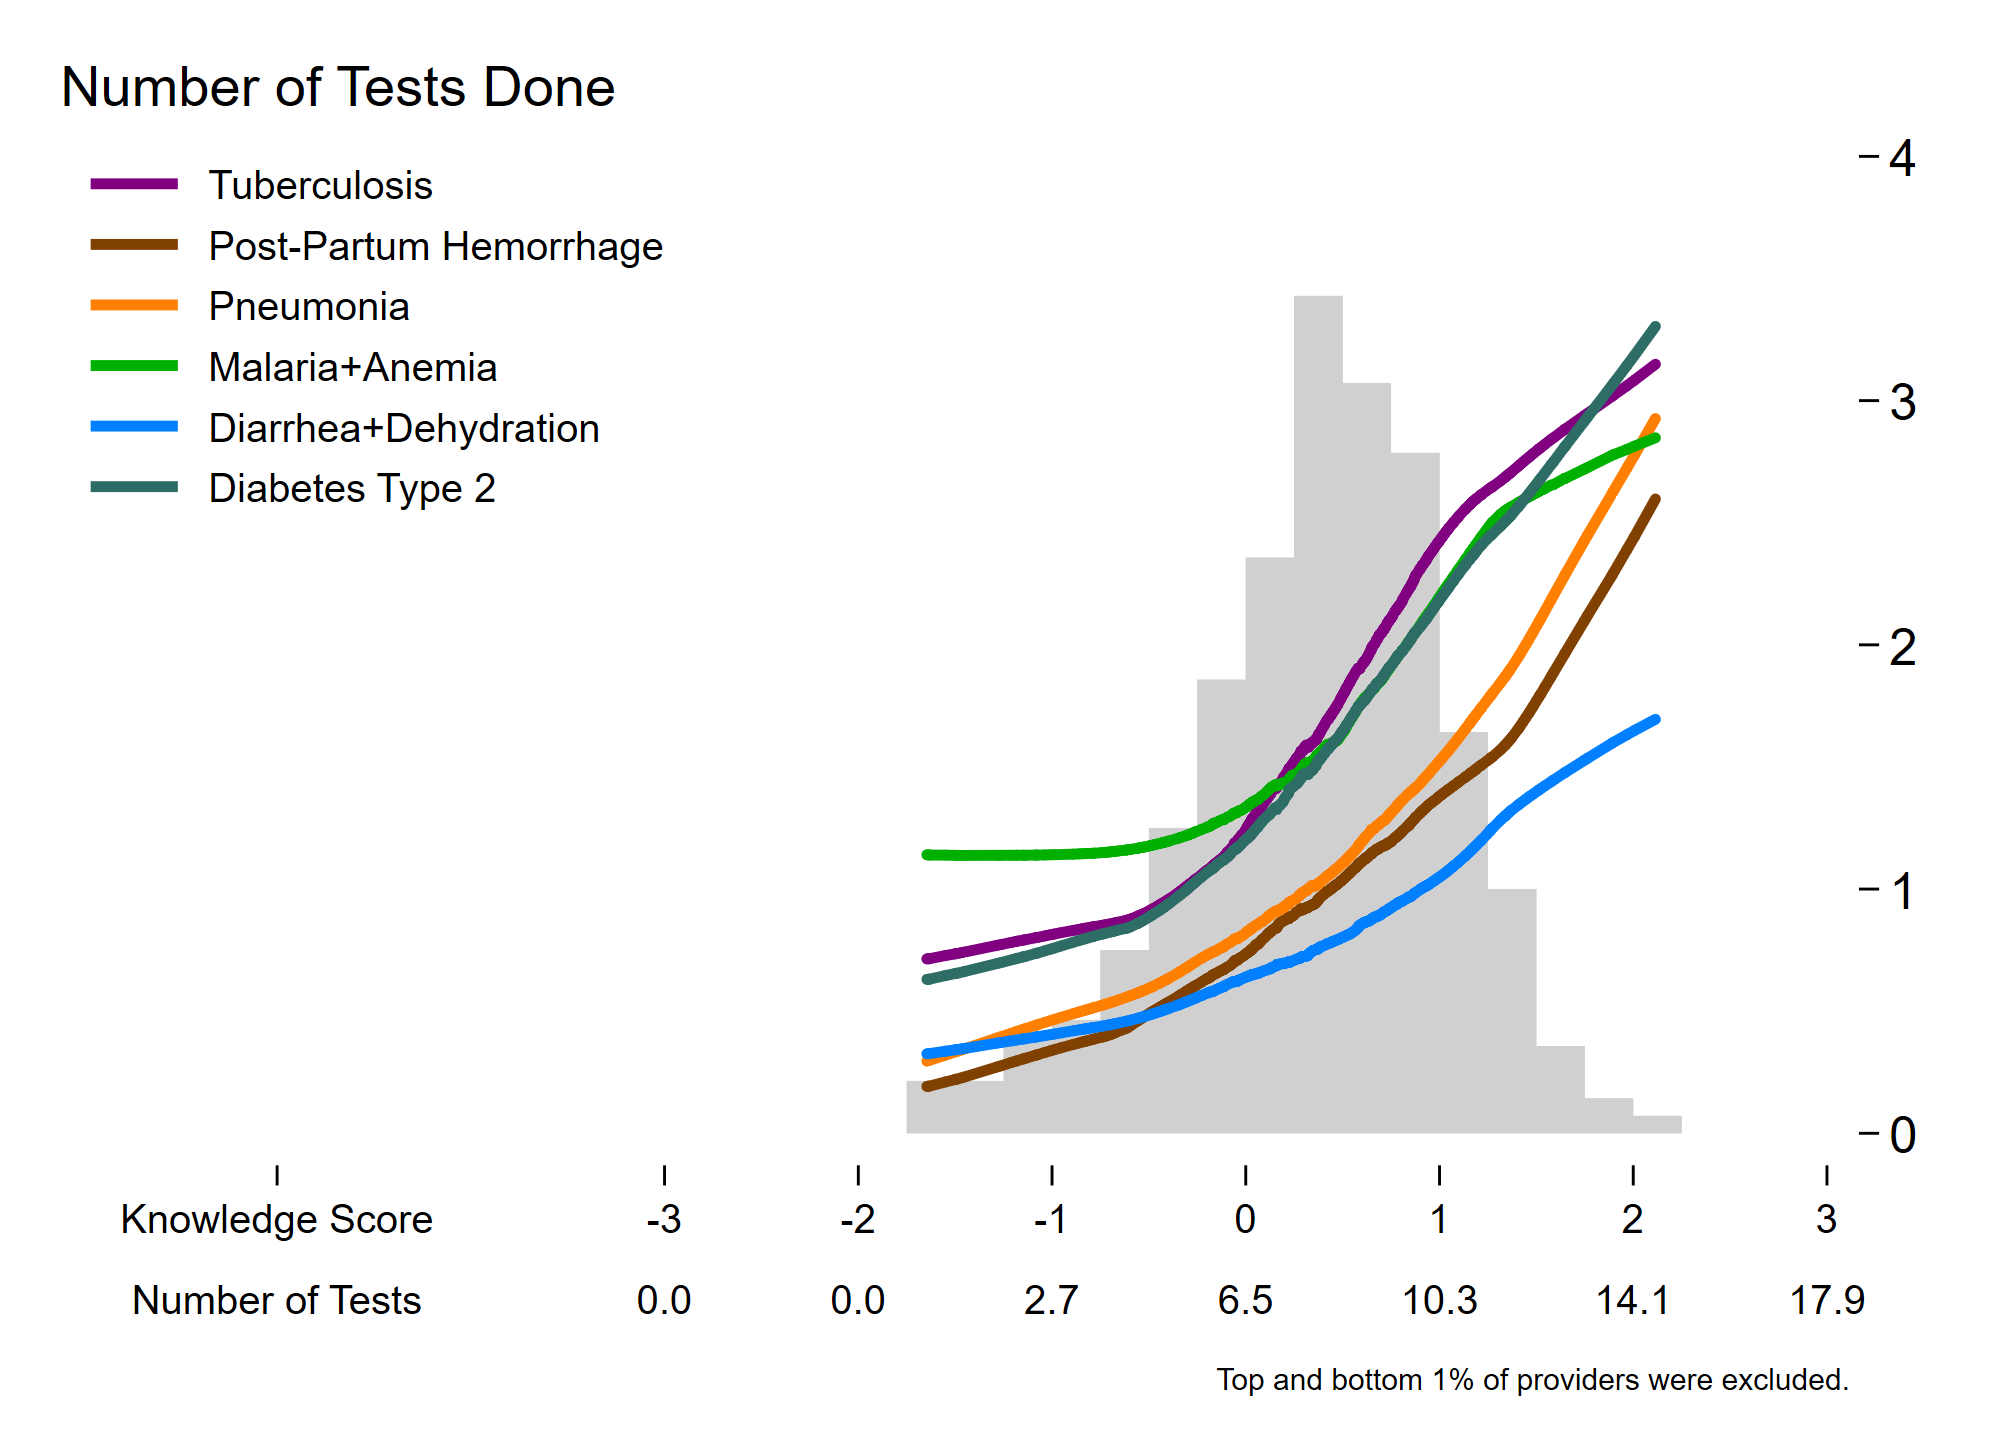 Number of Tests Done
Tuberculosis
Post-Partum Hemorrhage
Pneumonia
Malaria+Anemia
Diarrhea+Dehydration
Diabetes Type 2
4
3
2
1
0
Knowledge Score -3 -2 -1 0 1 2 3
Number of Tests 0.0 0.0 2.7 6.5 10.3 14.1 17.9
Top and bottom 1% of providers were excluded.